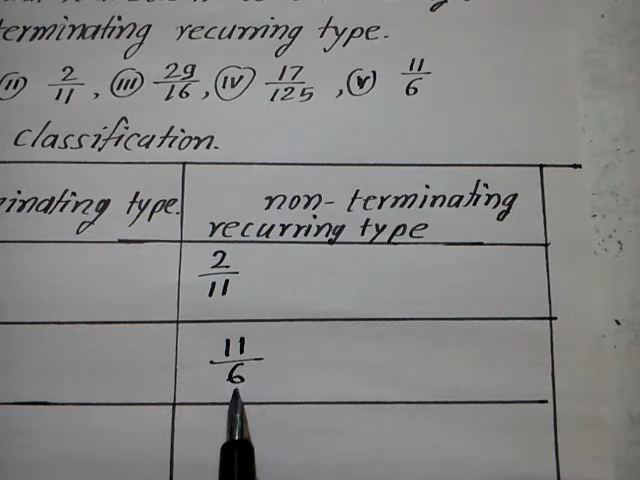 terminating recurring type.
(ii) 2/11, (iii) 29/16, (iv) 17/125, (v) 11/6
classification.
minating type. non-terminating
recurring type
2/11
11/6